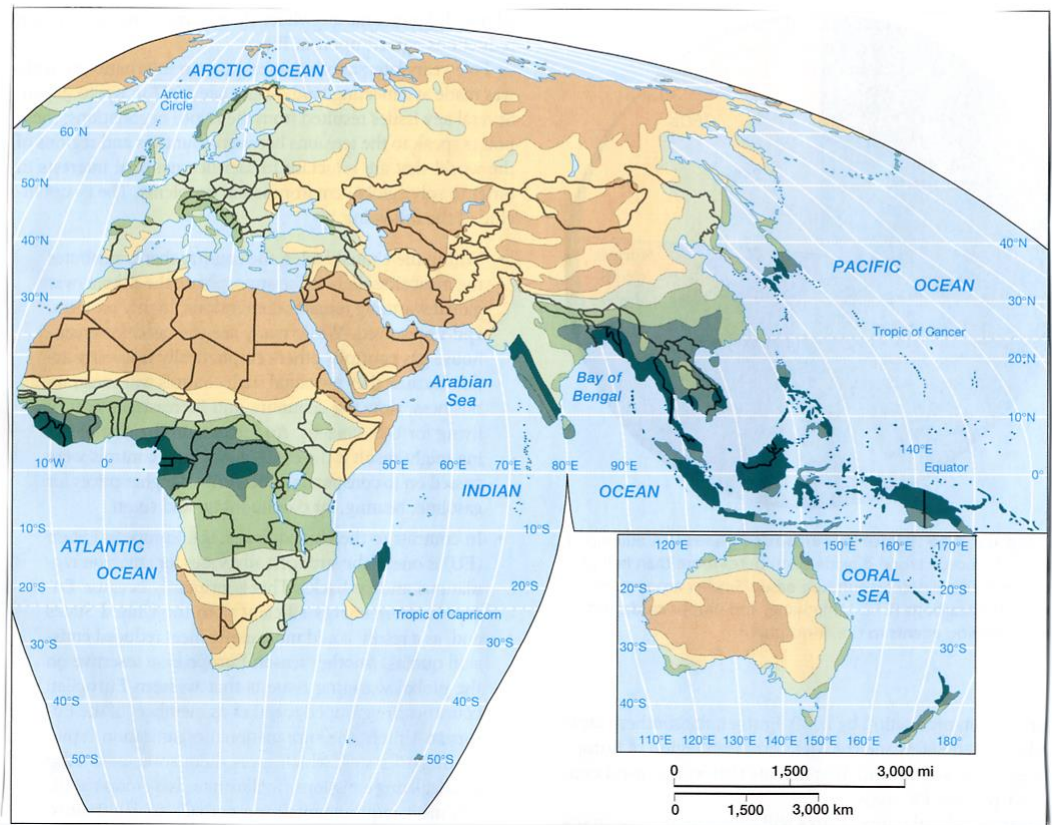 ARCTIC OCEAN
Arctic
Circle
60°N
50°N
40°N
40°N
PACIFIC
OCEAN
30°N
30°N
Tropic of Cancer
20°N
20°N
Arabian
Sea
Bay of
Bengal
10°N
10°N
140°E
Equator
10°W
0°
50°E
60°E
70°E
80°E
90°E
0°
INDIAN
OCEAN
10°S
10°S
ATLANTIC
OCEAN
120°E
150°E
160°E
170°E
CORAL
SEA
20°S
20°S
20°S
20°S
Tropic of Capricorn
30°S
30°S
30°S
30°S
40°S
40°S
40°S
40°S
110°E
120°E
130°E
140°E
150°E
160°E
180°
50°S
50°S
0
1,500
3,000 mi
0
1,500
3,000 km